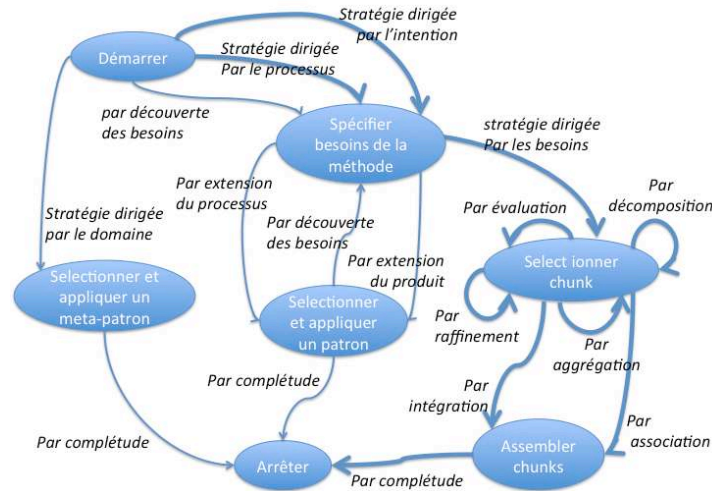 Stratégie dirigée
par l'intention
Démarrer
Stratégie dirigée
Par le processus
par découverte
des besoins
Spécifier
besoins de la
méthode
stratégie dirigée
Par les besoins
Par extension
du processus
Par
décomposition
Par évaluation
Stratégie dirigée
par le domaine
Par découverte
des besoins
Par extension
du produit
Select ionner
chunk
Selectionner et
appliquer un
meta-patron
Selectionner
et appliquer
un patron
Par
raffinement
Par
aggrégation
Par complétude
Par
intégration
Par
association
Par complétude
Arrêter
Par complétude
Assembler
chunks